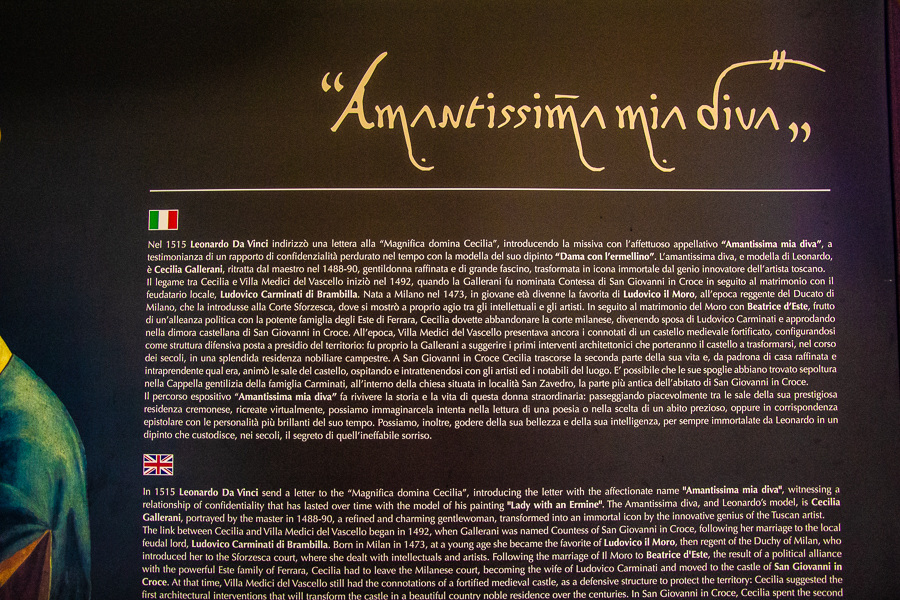 “Amantissima mia diva”
Nel 1515 Leonardo Da Vinci indirizzò una lettera alla “Magnifica domina Cecilia”, introducendo la missiva con l’affettuoso appellativo “Amantissima mia diva”, a
testimonianza di un rapporto di confidenzialità perdurato nel tempo con la modella del suo dipinto “Dama con l’ermellino”. L’amantissima diva, e modella di Leonardo,
è Cecilia Gallerani, ritratta dal maestro nel 1488-90, gentildonna raffinata e di grande fascino, trasformata in icona immortale dal genio innovatore dell’artista toscano.
Il legame tra Cecilia e Villa Medici del Vascello iniziò nel 1492, quando la Gallerani fu nominata Contessa di San Giovanni in Croce in seguito al matrimonio con il
feudatario locale, Ludovico Carminati di Brambilla. Nata a Milano nel 1473, in giovane età divenne la favorita di Ludovico il Moro, all’epoca reggente del Ducato di
Milano, che la introdusse alla Corte Sforzesca, dove si mostrò a proprio agio tra gli intellettuali e gli artisti. In seguito al matrimonio del Moro con Beatrice d’Este, frutto
di un’alleanza politica con la potente famiglia degli Este di Ferrara, Cecilia dovette abbandonare la corte milanese, divenendo sposa di Ludovico Carminati e approdando
nella dimora castellana di San Giovanni in Croce. All’epoca, Villa Medici del Vascello presentava ancora i connotati di un castello medievale fortificato, configurandosi
come struttura difensiva posta a presidio del territorio: fu proprio la Gallerani a suggerire i primi interventi architettonici che porteranno il castello a trasformarsi, nel corso
dei secoli, in una splendida residenza nobiliare campestre. A San Giovanni in Croce Cecilia trascorse la seconda parte della sua vita e, da padrona di casa raffinata e
intraprendente qual era, animò le sale del castello, ospitando e intrattenendosi con gli artisti ed i notabili del luogo. E’ possibile che le sue spoglie abbiano trovato sepoltura
nella Cappella gentilizia della famiglia Carminati, all’interno della chiesa situata in località San Zavedro, la parte più antica dell’abitato di San Giovanni in Croce.
Il percorso espositivo “Amantissima mia diva” fa rivivere la storia e la vita di questa donna straordinaria: passeggiando piacevolmente tra le sale della sua prestigiosa
residenza cremonese, ricreate virtualmente, possiamo immaginarcela intenta nella lettura di una poesia o nella scelta di un abito prezioso, oppure in corrispondenza
epistolare con le personalità più brillanti del suo tempo. Possiamo, inoltre, godere della sua bellezza e della sua intelligenza, per sempre immortalate da Leonardo in un
dipinto che custodisce, nei secoli, il segreto di quell’ineffabile sorriso.
In 1515 Leonardo Da Vinci send a letter to the “Magnifica domina Cecilia”, introducing the letter with the affectionate name "Amantissima mia diva", witnessing a
relationship of confidentiality that has lasted over time with the model of his painting "Lady with an Ermine". The Amantissima diva, and Leonardo’s model, is Cecilia
Gallerani, portrayed by the master in 1488-90, a refined and charming gentlewoman, transformed into an immortal icon by the innovative genius of the Tuscan artist.
The link between Cecilia and Villa Medici del Vascello began in 1492, when Gallerani was named Countess of San Giovanni in Croce, following her marriage to the local
feudal lord, Ludovico Carminati di Brambilla. Born in Milan in 1473, at a young age she became the favorite of Ludovico il Moro, then regent of the Duchy of Milan, who
introduced her to the Sforzesca court, where she dealt with intellectuals and artists. Following the marriage of Il Moro to Beatrice d'Este, the result of a political alliance
with the powerful Este family of Ferrara, Cecilia had to leave the Milanese court, becoming the wife of Ludovico Carminati and moved to the castle of San Giovanni in
Croce. At that time, Villa Medici del Vascello still had the connotations of a fortified medieval castle, as a defensive structure to protect the territory: Cecilia suggested the
first architectural interventions that will transform the castle in a beautiful country noble residence over the centuries. In San Giovanni in Croce, Cecilia spent the second